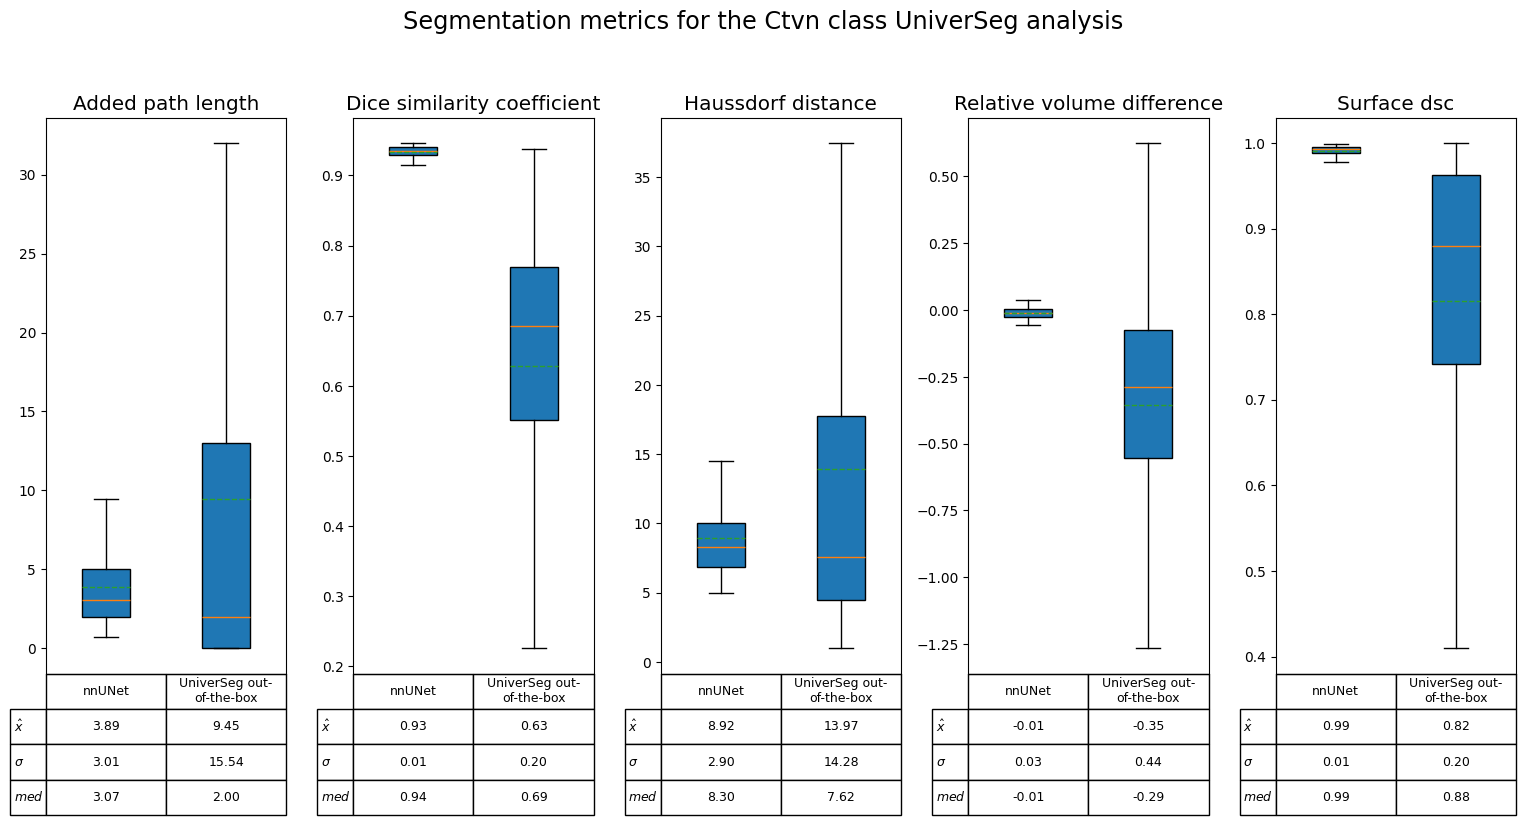 Segmentation metrics for the Ctvn class UniverSeg analysis
Added path length
30
25
20
15
10
5
0
nnUNet
UniverSeg out-
of-the-box
x̂ 3.89 9.45
σ 3.01 15.54
med 3.07 2.00
Dice similarity coefficient
0.9
0.8
0.7
0.6
0.5
0.4
0.3
0.2
nnUNet
UniverSeg out-
of-the-box
x̂ 0.93 0.63
σ 0.01 0.20
med 0.94 0.69
Haussdorf distance
35
30
25
20
15
10
5
0
nnUNet
UniverSeg out-
of-the-box
x̂ 8.92 13.97
σ 2.90 14.28
med 8.30 7.62
Relative volume difference
0.50
0.25
0.00
−0.25
−0.50
−0.75
−1.00
−1.25
nnUNet
UniverSeg out-
of-the-box
x̂ -0.01 -0.35
σ 0.03 0.44
med -0.01 -0.29
Surface dsc
1.0
0.9
0.8
0.7
0.6
0.5
0.4
nnUNet
UniverSeg out-
of-the-box
x̂ 0.99 0.82
σ 0.01 0.20
med 0.99 0.88